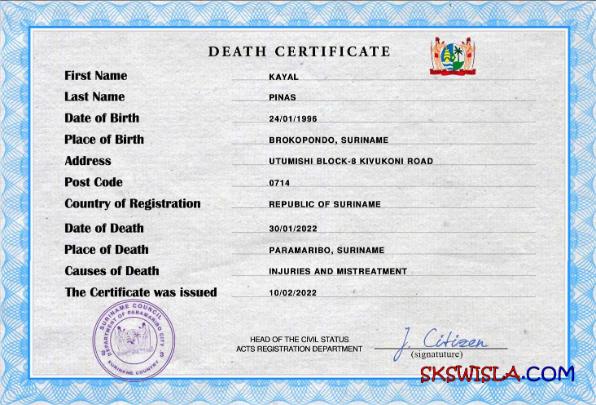 DEATH CERTIFICATE
First Name KAYAL
Last Name PINAS
Date of Birth 24/01/1996
Place of Birth BROKOPONDO, SURINAME
Address UTUMISHI BLOCK-8 KIVUKONI ROAD
Post Code 0714
Country of Registration REPUBLIC OF SURINAME
Date of Death 30/01/2022
Place of Death PARAMARIBO, SURINAME
Causes of Death INJURIES AND MISTREATMENT
The Certificate was issued 10/02/2022
SURINAME COUNCIL
DEPARTMENT OF PARAMARIBO CITY
SURINAME COUNTRY
HEAD OF THE CIVIL STATUS
ACTS REGISTRATION DEPARTMENT
J. Citizen
(signatuture)
SKSWISLA.COM